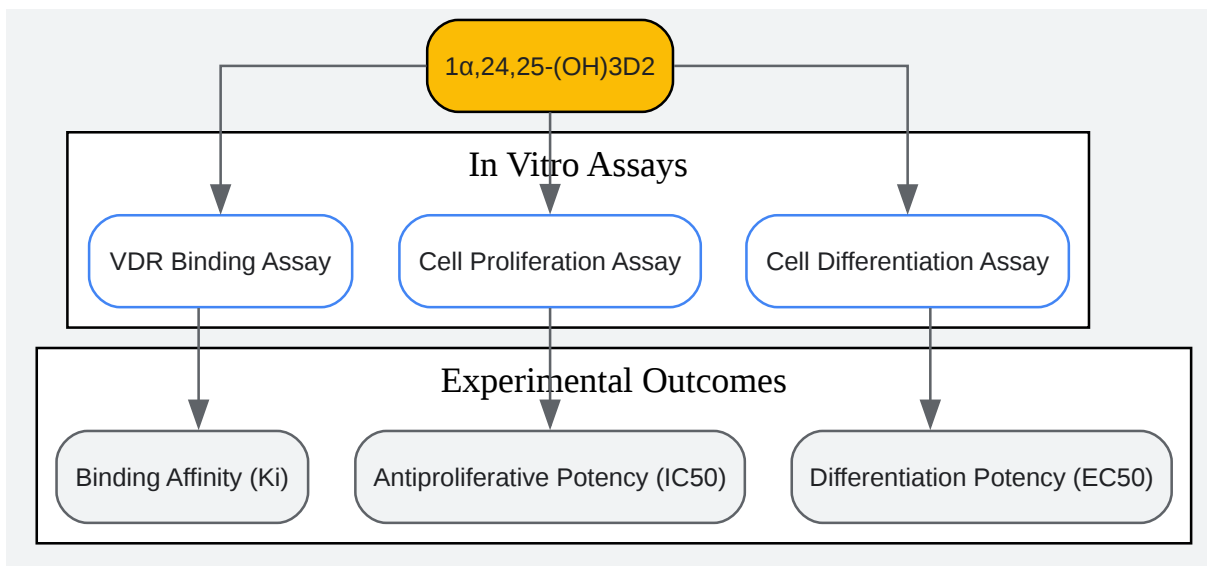 1α,24,25-(OH)3D2
In Vitro Assays
VDR Binding Assay
Cell Proliferation Assay
Cell Differentiation Assay
Experimental Outcomes
Binding Affinity (Ki)
Antiproliferative Potency (IC50)
Differentiation Potency (EC50)